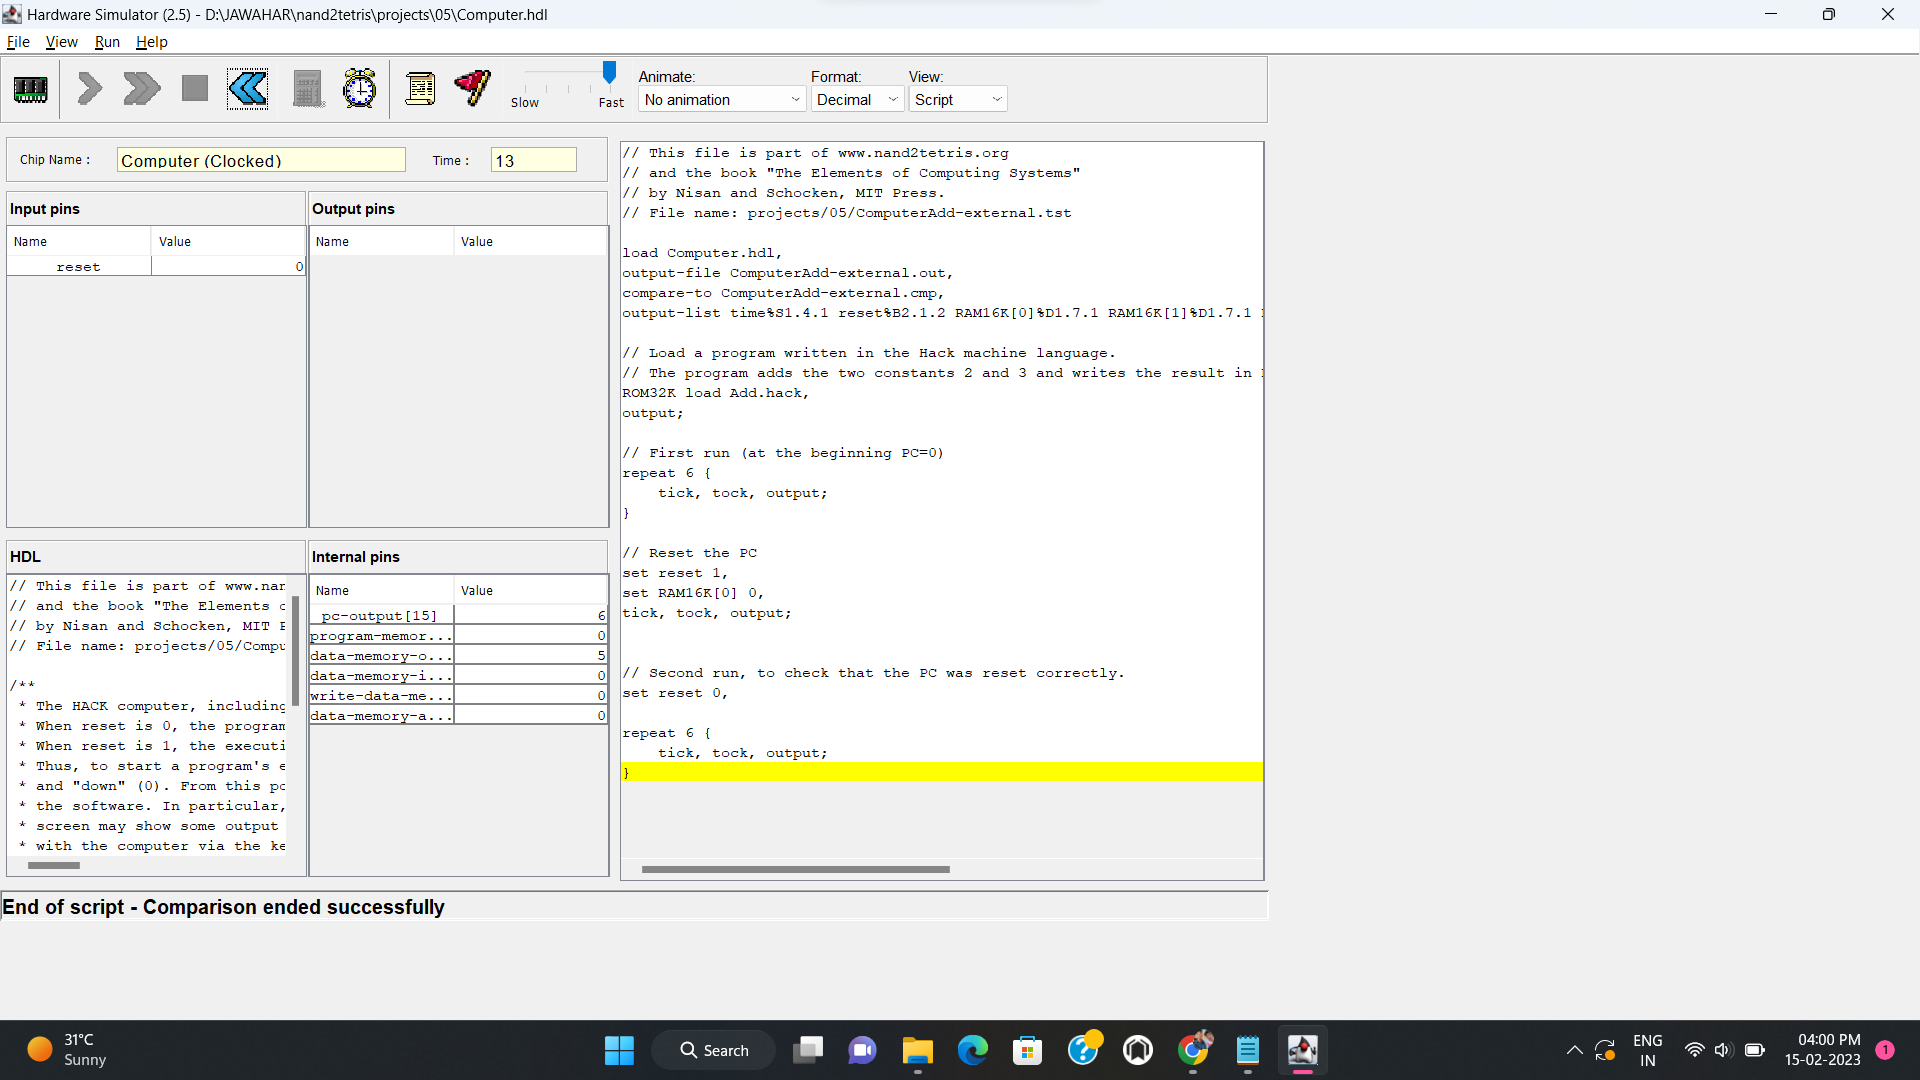 Hardware Simulator (2.5) - D:\JAWAHAR\nand2tetris\projects\05\Computer.hdl
File View Run Help
Slow Fast
Animate: Format: View:
No animation Decimal Script
Chip Name : Computer (Clocked) Time : 13
Input pins
Name Value
reset 0
Output pins
Name Value
HDL
// This file is part of www.nan
// and the book "The Elements o
// by Nisan and Schocken, MIT P
// File name: projects/05/Compu
/**
* The HACK computer, including
* When reset is 0, the program
* When reset is 1, the executi
* Thus, to start a program's e
* and "down" (0). From this po
* the software. In particular,
* screen may show some output
* with the computer via the ke
Internal pins
Name Value
pc-output[15] 6
program-memor... 0
data-memory-o... 5
data-memory-i... 0
write-data-me... 0
data-memory-a... 0
// This file is part of www.nand2tetris.org
// and the book "The Elements of Computing Systems"
// by Nisan and Schocken, MIT Press.
// File name: projects/05/ComputerAdd-external.tst
load Computer.hdl,
output-file ComputerAdd-external.out,
compare-to ComputerAdd-external.cmp,
output-list time%S1.4.1 reset%B2.1.2 RAM16K[0]%D1.7.1 RAM16K[1]%D1.7.1
// Load a program written in the Hack machine language.
// The program adds the two constants 2 and 3 and writes the result in
ROM32K load Add.hack,
output;
// First run (at the beginning PC=0)
repeat 6 {
tick, tock, output;
}
// Reset the PC
set reset 1,
set RAM16K[0] 0,
tick, tock, output;
// Second run, to check that the PC was reset correctly.
set reset 0,
repeat 6 {
tick, tock, output;
}
End of script - Comparison ended successfully
31°C
Sunny
Search
ENG
IN
04:00 PM
15-02-2023
1